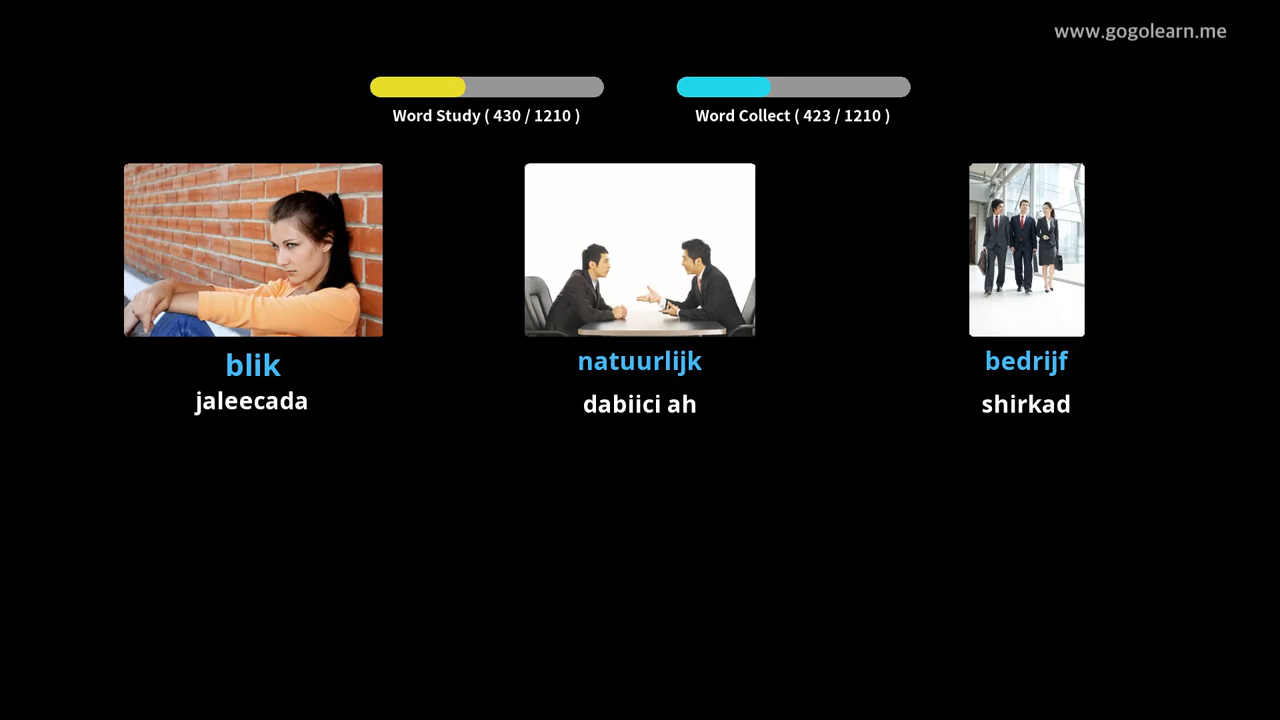 www.gogolearn.me
Word Study ( 430 / 1210 )
Word Collect ( 423 / 1210 )
blik
jaleecada
natuurlijk
dabiici ah
bedrijf
shirkad